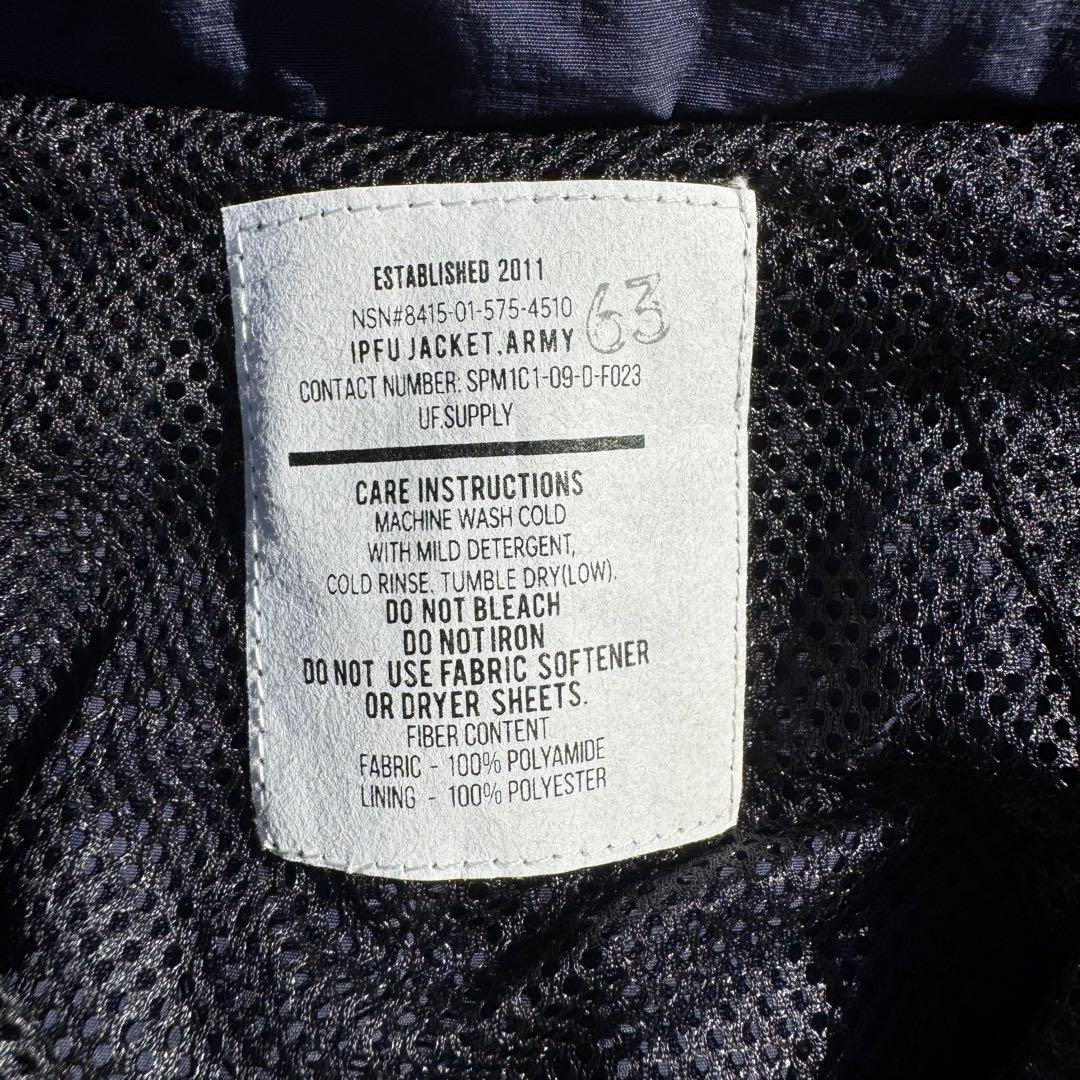 ESTABLISHED 2011
NSN#8415-01-575-4510
63
IPFU JACKET,ARMY
CONTACT NUMBER: SPM1C1-09-D-F023
UF.SUPPLY
CARE INSTRUCTIONS
MACHINE WASH COLD
WITH MILD DETERGENT,
COLD RINSE. TUMBLE DRY(LOW).
DO NOT BLEACH
DO NOT IRON
DO NOT USE FABRIC SOFTENER
OR DRYER SHEETS.
FIBER CONTENT
FABRIC - 100% POLYAMIDE
LINING - 100% POLYESTER